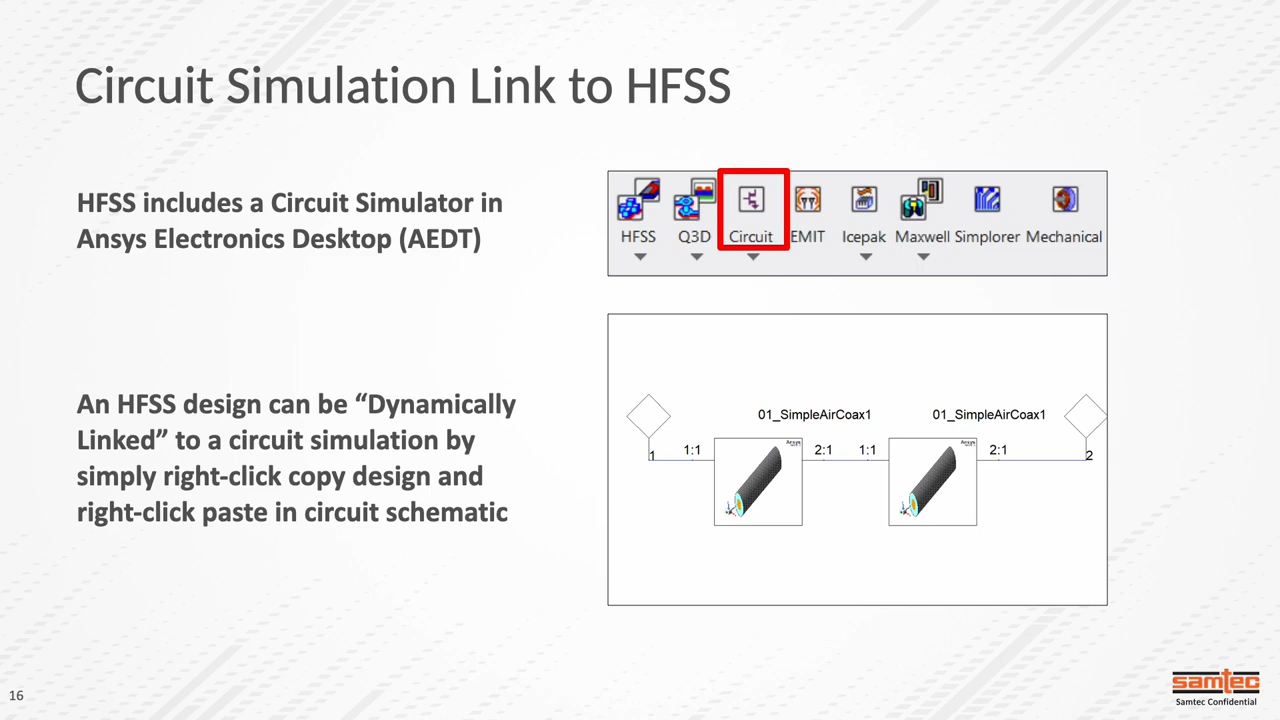 Circuit Simulation Link to HFSS
HFSS includes a Circuit Simulator in
Ansys Electronics Desktop (AEDT)
HFSS Q3D Circuit EMIT Icepak Maxwell Simplorer Mechanical
An HFSS design can be “Dynamically
Linked” to a circuit simulation by
simply right-click copy design and
right-click paste in circuit schematic
01_SimpleAirCoax1 01_SimpleAirCoax1
Ansys Ansys
1 1:1 2:1 1:1 2:1 2
16
samtec
Samtec Confidential